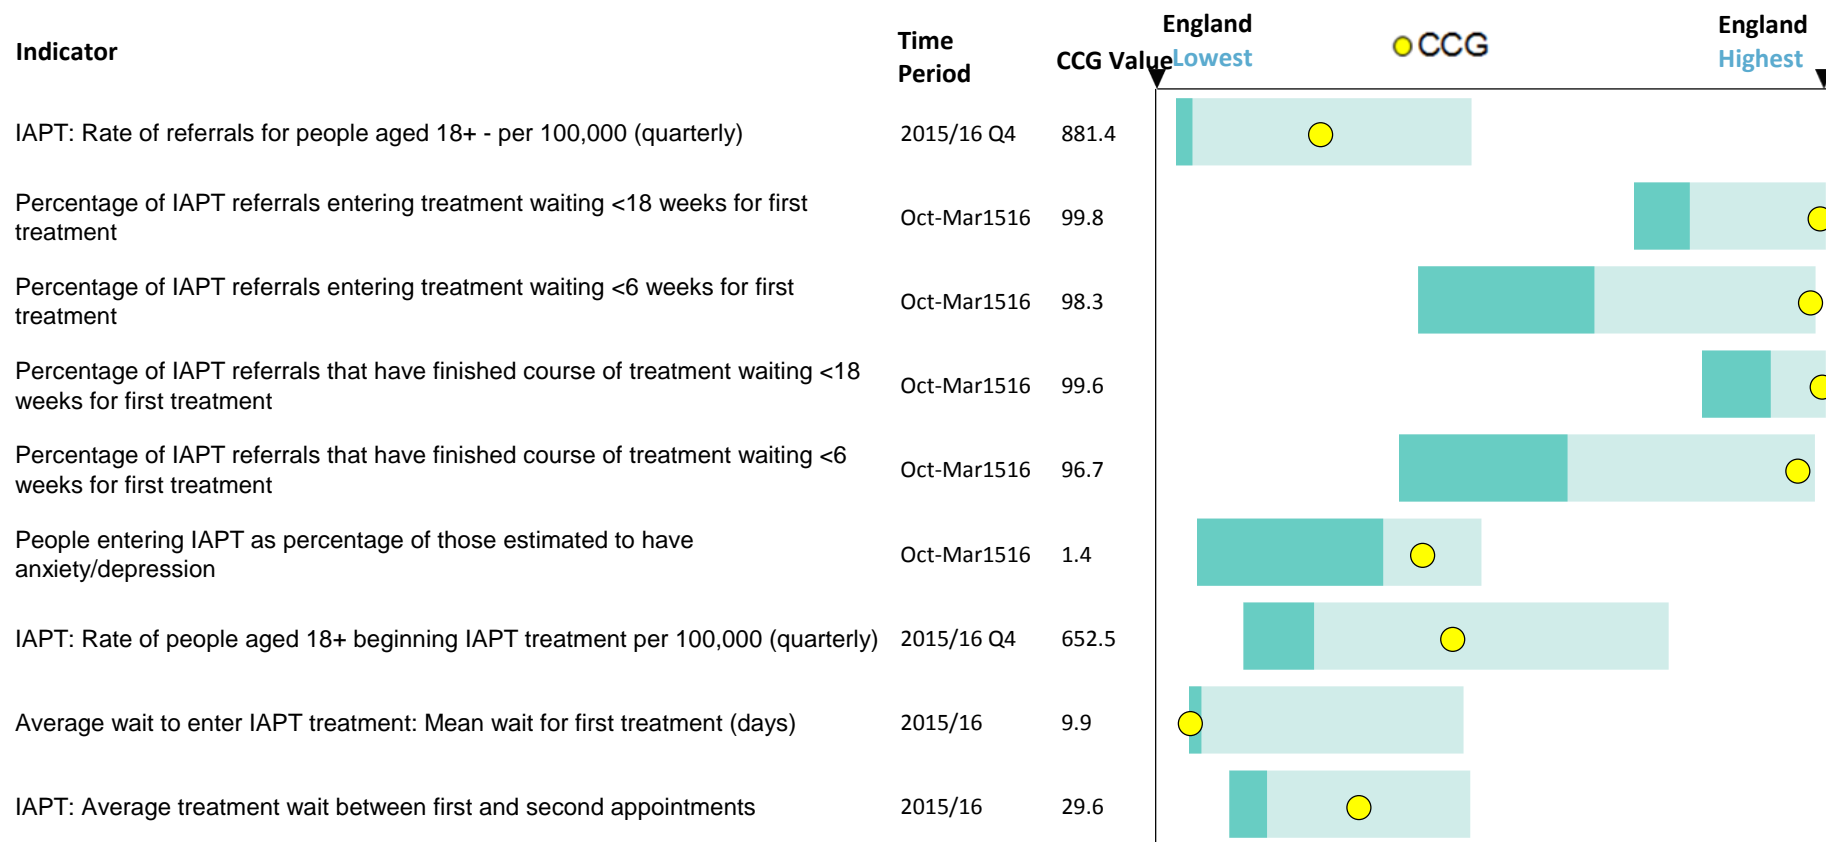 Indicator
Time
Period
CCG Value
England
Lowest
CCG
England
Highest
IAPT: Rate of referrals for people aged 18+ - per 100,000 (quarterly) 2015/16 Q4 881.4
Percentage of IAPT referrals entering treatment waiting <18 weeks for first
treatment
Oct-Mar1516 99.8
Percentage of IAPT referrals entering treatment waiting <6 weeks for first
treatment
Oct-Mar1516 98.3
Percentage of IAPT referrals that have finished course of treatment waiting <18
weeks for first treatment
Oct-Mar1516 99.6
Percentage of IAPT referrals that have finished course of treatment waiting <6
weeks for first treatment
Oct-Mar1516 96.7
People entering IAPT as percentage of those estimated to have
anxiety/depression
Oct-Mar1516 1.4
IAPT: Rate of people aged 18+ beginning IAPT treatment per 100,000 (quarterly) 2015/16 Q4 652.5
Average wait to enter IAPT treatment: Mean wait for first treatment (days) 2015/16 9.9
IAPT: Average treatment wait between first and second appointments 2015/16 29.6